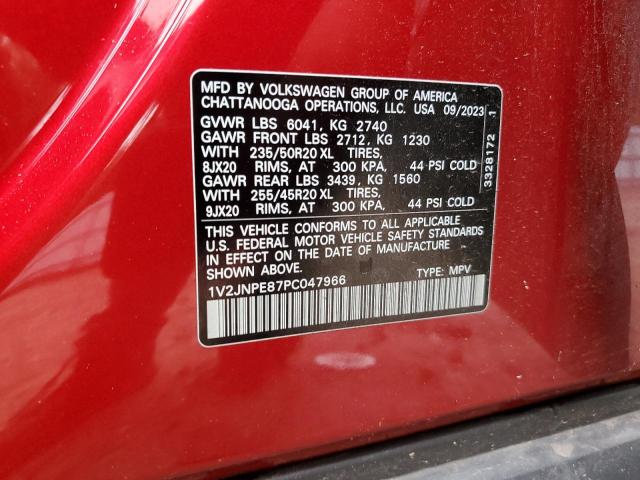 MFD BY VOLKSWAGEN GROUP OF AMERICA
CHATTANOOGA OPERATIONS, LLC. USA 09/2023
GVWR LBS 6041, KG 2740
GAWR FRONT LBS 2712, KG 1230
WITH 235/50R20 XL TIRES,
8JX20 RIMS, AT 300 KPA, 44 PSI COLD
GAWR REAR LBS 3439, KG 1560
WITH 255/45R20 XL TIRES,
9JX20 RIMS, AT 300 KPA, 44 PSI COLD
THIS VEHICLE CONFORMS TO ALL APPLICABLE
U.S. FEDERAL MOTOR VEHICLE SAFETY STANDARDS
IN EFFECT ON THE DATE OF MANUFACTURE
SHOWN ABOVE.
1V2JNPE87PC047966 TYPE: MPV
3328172 .1